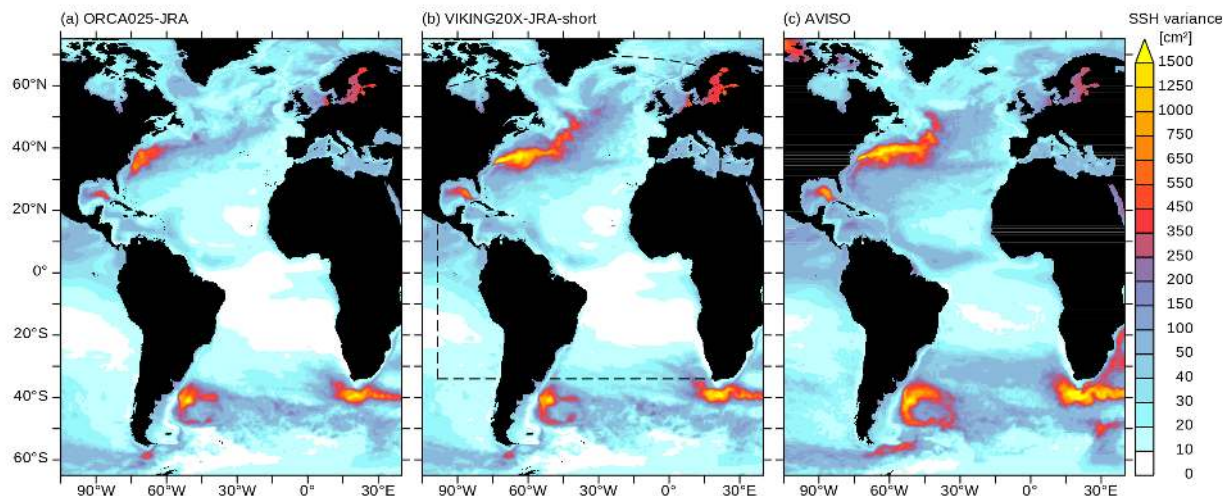 (a) ORCA025-JRA
(b) VIKING20X-JRA-short
(c) AVISO
SSH variance
[cm²]
60°N
40°N
20°N
0°
20°S
40°S
60°S
1500
1250
1000
750
650
550
450
350
250
200
150
100
50
40
30
20
10
0
90°W 60°W 30°W 0° 30°E
90°W 60°W 30°W 0° 30°E
90°W 60°W 30°W 0° 30°E